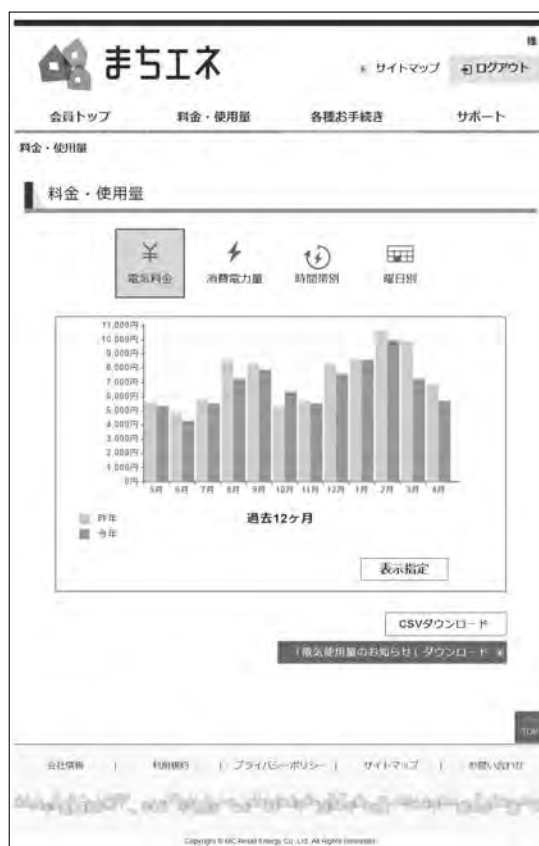 様
まちエネ
サイトマップ
ログアウト
会員トップ 料金・使用量 各種お手続き サポート
料金・使用量
料金・使用量
電気料金 消費電力量 時間帯別 曜日別
11,000円
10,000円
9,000円
8,000円
7,000円
6,000円
5,000円
4,000円
3,000円
2,000円
1,000円
0円
5月 6月 7月 8月 9月 10月 11月 12月 1月 2月 3月 4月
昨年
今年
過去12ヶ月
表示指定
CSVダウンロード
「電気使用量のお知らせ」ダウンロード
TOP
会社情報 | 利用規約 | プライバシーポリシー | サイトマップ | お問い合わせ
Copyright © MC Retail Energy Co., Ltd. All Rights Reserved.